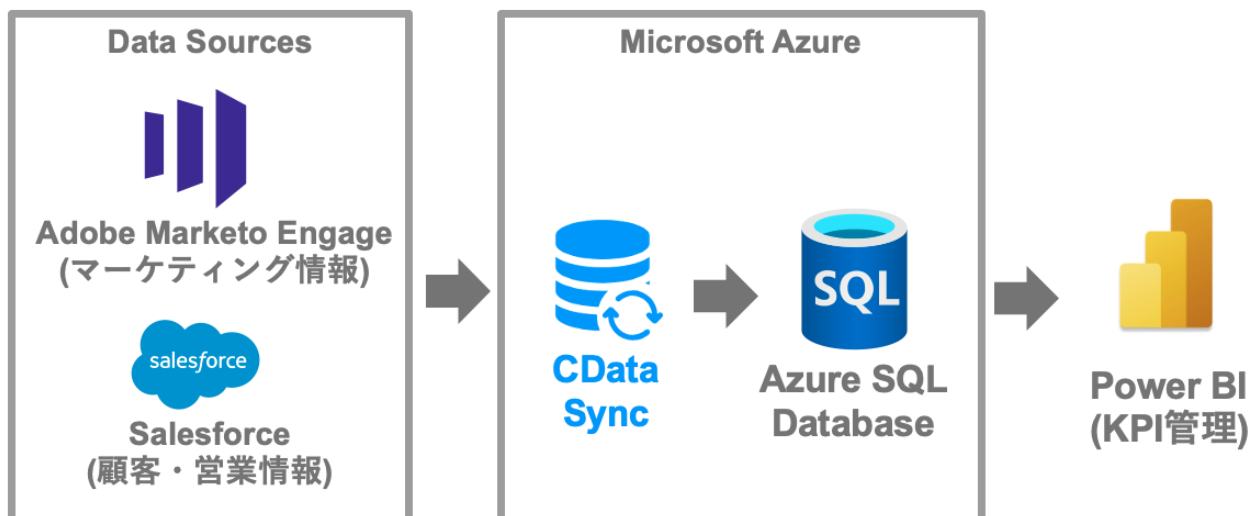 Data Sources
Adobe Marketo Engage
(マーケティング情報)
salesforce
Salesforce
(顧客・営業情報)
Microsoft Azure
CData
Sync
SQL
Azure SQL
Database
Power BI
(KPI管理)